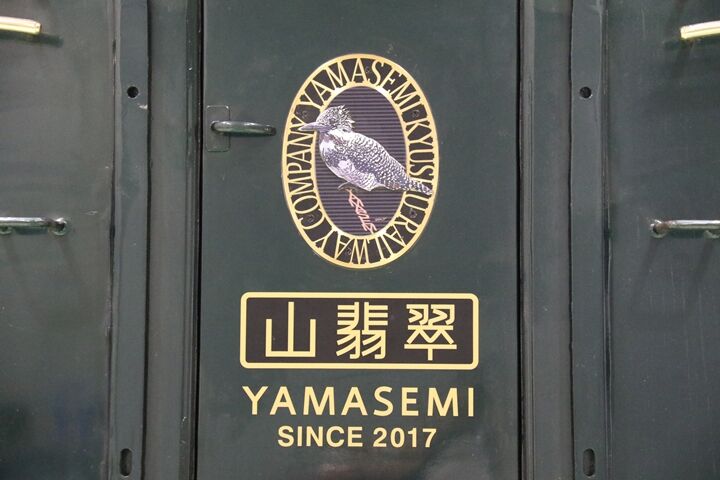 YAMASEMI KYUSHU RAILWAY COMPANY
山翡翠
YAMASEMI
SINCE 2017